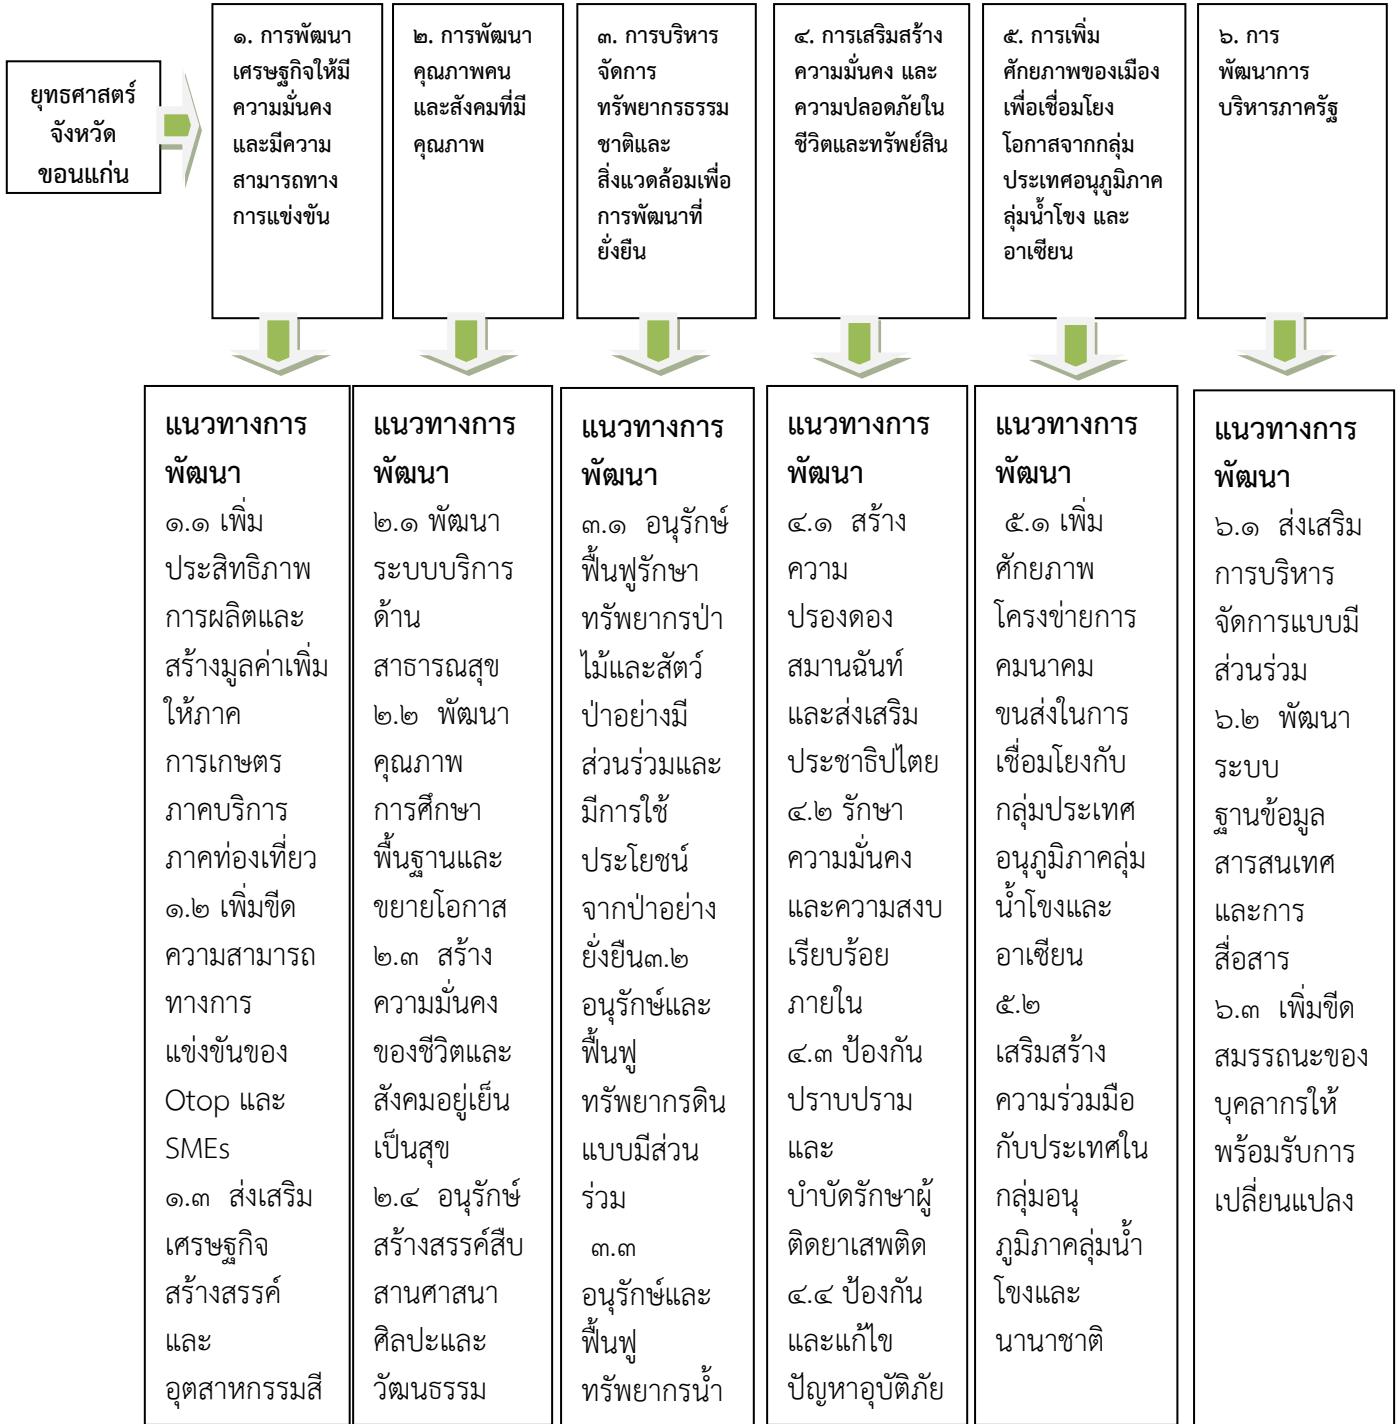 ยุทธศาสตร์
จังหวัด
ขอนแก่น
๑. การพัฒนา
เศรษฐกิจให้มี
ความมั่นคง
และมีความ
สามารถทาง
การแข่งขัน
๒. การพัฒนา
คุณภาพคน
และสังคมที่มี
คุณภาพ
๓. การบริหาร
จัดการ
ทรัพยากรธรรม
ชาติและ
สิ่งแวดล้อมเพื่อ
การพัฒนาที่
ยั่งยืน
๔. การเสริมสร้าง
ความมั่นคง และ
ความปลอดภัยใน
ชีวิตและทรัพย์สิน
๕. การเพิ่ม
ศักยภาพของเมือง
เพื่อเชื่อมโยง
โอกาสจากกลุ่ม
ประเทศอนุภูมิภาค
ลุ่มน้ำโขง และ
อาเซียน
๖. การ
พัฒนาการ
บริหารภาครัฐ
แนวทางการ
พัฒนา
๑.๑ เพิ่ม
ประสิทธิภาพ
การผลิตและ
สร้างมูลค่าเพิ่ม
ให้ภาค
การเกษตร
ภาคบริการ
ภาคท่องเที่ยว
๑.๒ เพิ่มขีด
ความสามารถ
ทางการ
แข่งขันของ
Otop และ
SMEs
๑.๓ ส่งเสริม
เศรษฐกิจ
สร้างสรรค์
และ
อุตสาหกรรมสี
แนวทางการ
พัฒนา
๒.๑ พัฒนา
ระบบบริการ
ด้าน
สาธารณสุข
๒.๒ พัฒนา
คุณภาพ
การศึกษา
พื้นฐานและ
ขยายโอกาส
๒.๓ สร้าง
ความมั่นคง
ของชีวิตและ
สังคมอยู่เย็น
เป็นสุข
๒.๔ อนุรักษ์
สร้างสรรค์สืบ
สานศาสนา
ศิลปะและ
วัฒนธรรม
แนวทางการ
พัฒนา
๓.๑ อนุรักษ์
ฟื้นฟูรักษา
ทรัพยากรป่า
ไม้และสัตว์
ป่าอย่างมี
ส่วนร่วมและ
มีการใช้
ประโยชน์
จากป่าอย่าง
ยั่งยืน๓.๒
อนุรักษ์และ
ฟื้นฟู
ทรัพยากรดิน
แบบมีส่วน
ร่วม
๓.๓
อนุรักษ์และ
ฟื้นฟู
ทรัพยากรน้ำ
แนวทางการ
พัฒนา
๔.๑ สร้าง
ความ
ปรองดอง
สมานฉันท์
และส่งเสริม
ประชาธิปไตย
๔.๒ รักษา
ความมั่นคง
และความสงบ
เรียบร้อย
ภายใน
๔.๓ ป้องกัน
ปราบปราม
และ
บำบัดรักษาผู้
ติดยาเสพติด
๔.๔ ป้องกัน
และแก้ไข
ปัญหาอุบัติภัย
แนวทางการ
พัฒนา
๕.๑ เพิ่ม
ศักยภาพ
โครงข่ายการ
คมนาคม
ขนส่งในการ
เชื่อมโยงกับ
กลุ่มประเทศ
อนุภูมิภาคลุ่ม
น้ำโขงและ
อาเซียน
๕.๒
เสริมสร้าง
ความร่วมมือ
กับประเทศใน
กลุ่มอนุ
ภูมิภาคลุ่มน้ำ
โขงและ
นานาชาติ
แนวทางการ
พัฒนา
๖.๑ ส่งเสริม
การบริหาร
จัดการแบบมี
ส่วนร่วม
๖.๒ พัฒนา
ระบบ
ฐานข้อมูล
สารสนเทศ
และการ
สื่อสาร
๖.๓ เพิ่มขีด
สมรรถนะของ
บุคลากรให้
พร้อมรับการ
เปลี่ยนแปลง